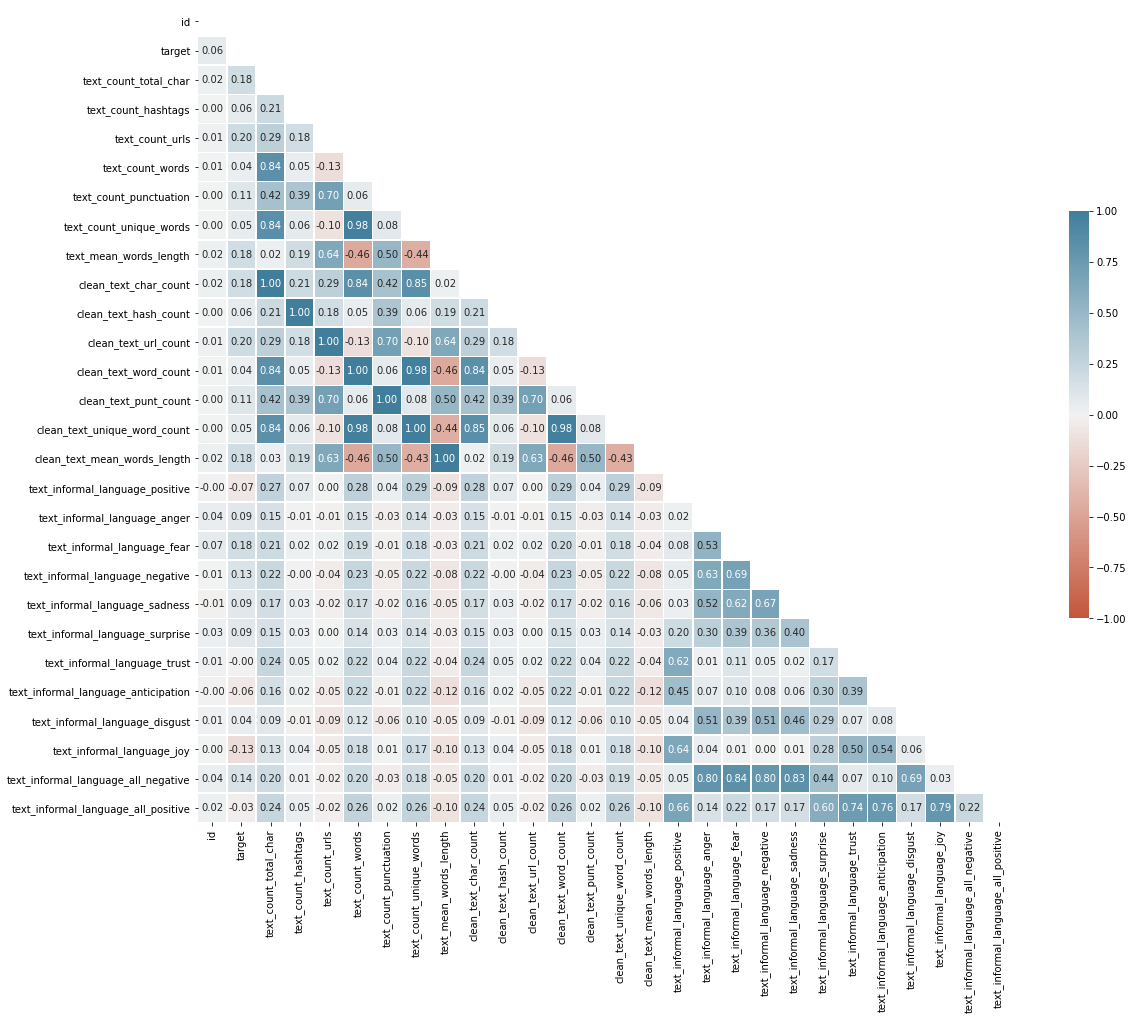 id
target 0.06
text_count_total_char 0.02 0.18
text_count_hashtags 0.00 0.06 0.21
text_count_urls 0.01 0.20 0.29 0.18
text_count_words 0.01 0.04 0.84 0.05 -0.13
text_count_punctuation 0.00 0.11 0.42 0.39 0.70 0.06
text_count_unique_words 0.00 0.05 0.84 0.06 -0.10 0.98 0.08
text_mean_words_length 0.02 0.18 0.02 0.19 0.64 -0.46 0.50 -0.44
clean_text_char_count 0.02 0.18 1.00 0.21 0.29 0.84 0.42 0.85 0.02
clean_text_hash_count 0.00 0.06 0.21 1.00 0.18 0.05 0.39 0.06 0.19 0.21
clean_text_url_count 0.01 0.20 0.29 0.18 1.00 -0.13 0.70 -0.10 0.64 0.29 0.18
clean_text_word_count 0.01 0.04 0.84 0.05 -0.13 1.00 0.06 0.98 -0.46 0.84 0.05 -0.13
clean_text_punt_count 0.00 0.11 0.42 0.39 0.70 0.06 1.00 0.08 0.50 0.42 0.39 0.70 0.06
clean_text_unique_word_count 0.00 0.05 0.84 0.06 -0.10 0.98 0.08 1.00 -0.44 0.85 0.06 -0.10 0.98 0.08
clean_text_mean_words_length 0.02 0.18 0.03 0.19 0.63 -0.46 0.50 -0.43 1.00 0.02 0.19 0.63 -0.46 0.50 -0.43
text_informal_language_positive -0.00 -0.07 0.27 0.07 0.00 0.28 0.04 0.29 -0.09 0.28 0.07 0.00 0.29 0.04 0.29 -0.09
text_informal_language_anger 0.04 0.09 0.15 -0.01 -0.01 0.15 -0.03 0.14 -0.03 0.15 -0.01 -0.01 0.15 -0.03 0.14 -0.03 0.02
text_informal_language_fear 0.07 0.18 0.21 0.02 0.02 0.19 -0.01 0.18 -0.03 0.21 0.02 0.02 0.20 -0.01 0.18 -0.04 0.08 0.53
text_informal_language_negative 0.01 0.13 0.22 -0.00 -0.04 0.23 -0.05 0.22 -0.08 0.22 -0.00 -0.04 0.23 -0.05 0.22 -0.08 0.05 0.63 0.69
text_informal_language_sadness -0.01 0.09 0.17 0.03 -0.02 0.17 -0.02 0.16 -0.05 0.17 0.03 -0.02 0.17 -0.02 0.16 -0.06 0.03 0.52 0.62 0.67
text_informal_language_surprise 0.03 0.09 0.15 0.03 0.00 0.14 0.03 0.14 -0.03 0.15 0.03 0.00 0.15 0.03 0.14 -0.03 0.20 0.30 0.39 0.36 0.40
text_informal_language_trust 0.01 -0.00 0.24 0.05 0.02 0.22 0.04 0.22 -0.04 0.24 0.05 0.02 0.22 0.04 0.22 -0.04 0.62 0.01 0.11 0.05 0.02 0.17
text_informal_language_anticipation -0.00 -0.06 0.16 0.02 -0.05 0.22 -0.01 0.22 -0.12 0.16 0.02 -0.05 0.22 -0.01 0.22 -0.12 0.45 0.07 0.10 0.08 0.06 0.30 0.39
text_informal_language_disgust 0.01 0.04 0.09 -0.01 -0.09 0.12 -0.06 0.10 -0.05 0.09 -0.01 -0.09 0.12 -0.06 0.10 -0.05 0.04 0.51 0.39 0.51 0.46 0.29 0.07 0.08
text_informal_language_joy 0.00 -0.13 0.13 0.04 -0.05 0.18 0.01 0.17 -0.10 0.13 0.04 -0.05 0.18 0.01 0.18 -0.10 0.64 0.04 0.01 0.00 0.01 0.28 0.50 0.54 0.06
text_informal_language_all_negative 0.04 0.14 0.20 0.01 -0.02 0.20 -0.03 0.18 -0.05 0.20 0.01 -0.02 0.20 -0.03 0.19 -0.05 0.05 0.80 0.84 0.80 0.83 0.44 0.07 0.10 0.69 0.03
text_informal_language_all_positive 0.02 -0.03 0.24 0.05 -0.02 0.26 0.02 0.26 -0.10 0.24 0.05 -0.02 0.26 0.02 0.26 -0.10 0.66 0.14 0.22 0.17 0.17 0.60 0.74 0.76 0.17 0.79 0.22
id
target
text_count_total_char
text_count_hashtags
text_count_urls
text_count_words
text_count_punctuation
text_count_unique_words
text_mean_words_length
clean_text_char_count
clean_text_hash_count
clean_text_url_count
clean_text_word_count
clean_text_punt_count
clean_text_unique_word_count
clean_text_mean_words_length
text_informal_language_positive
text_informal_language_anger
text_informal_language_fear
text_informal_language_negative
text_informal_language_sadness
text_informal_language_surprise
text_informal_language_trust
text_informal_language_anticipation
text_informal_language_disgust
text_informal_language_joy
text_informal_language_all_negative
text_informal_language_all_positive
1.00
0.75
0.50
0.25
0.00
−0.25
−0.50
−0.75
−1.00